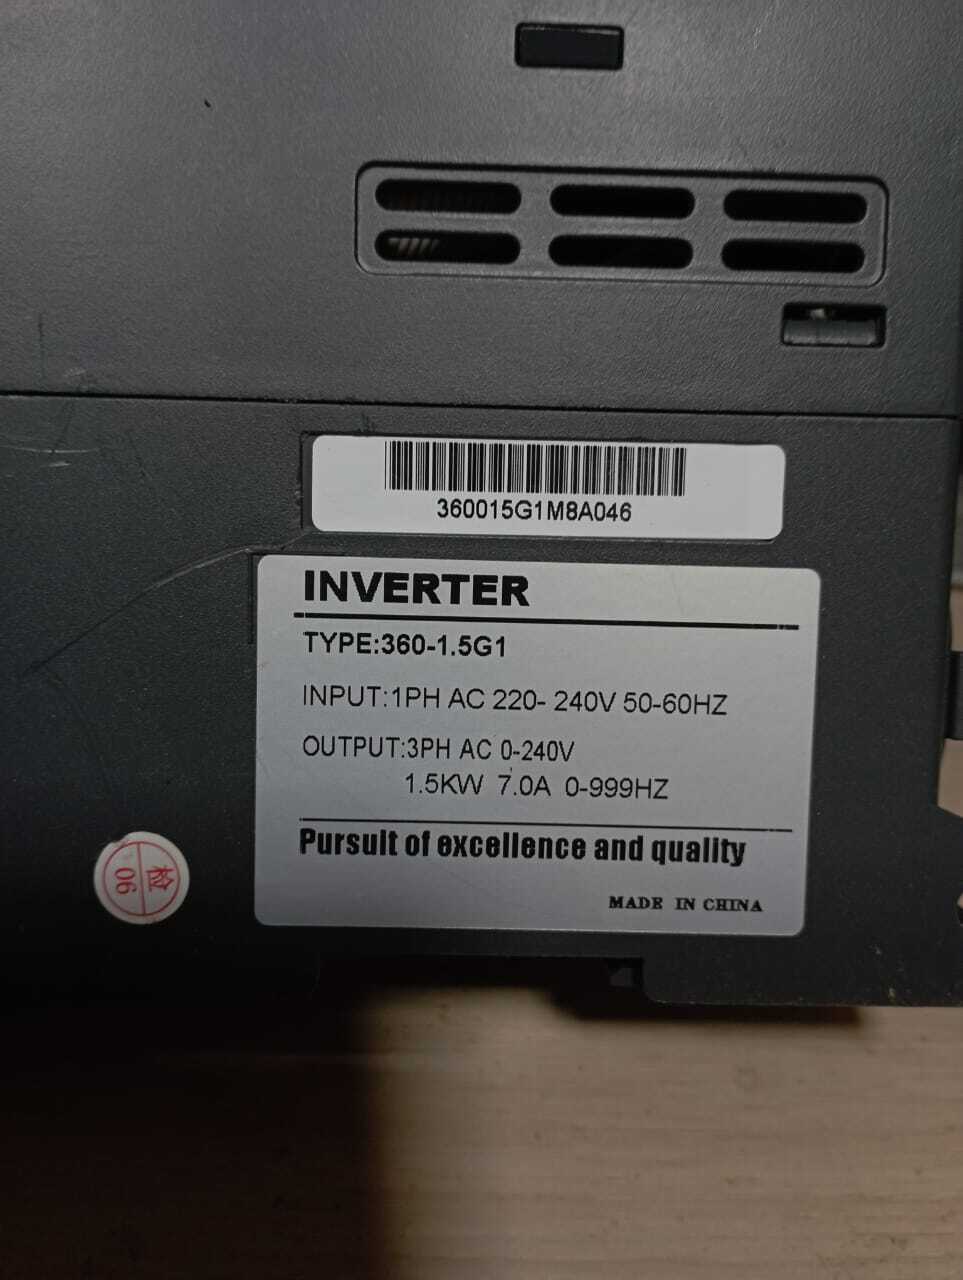 360015G1M8A046
INVERTER
TYPE:360-1.5G1
INPUT:1PH AC 220- 240V 50-60HZ
OUTPUT:3PH AC 0-240V
1.5KW 7.0A 0-999HZ
Pursuit of excellence and quality
MADE IN CHINA
检
06